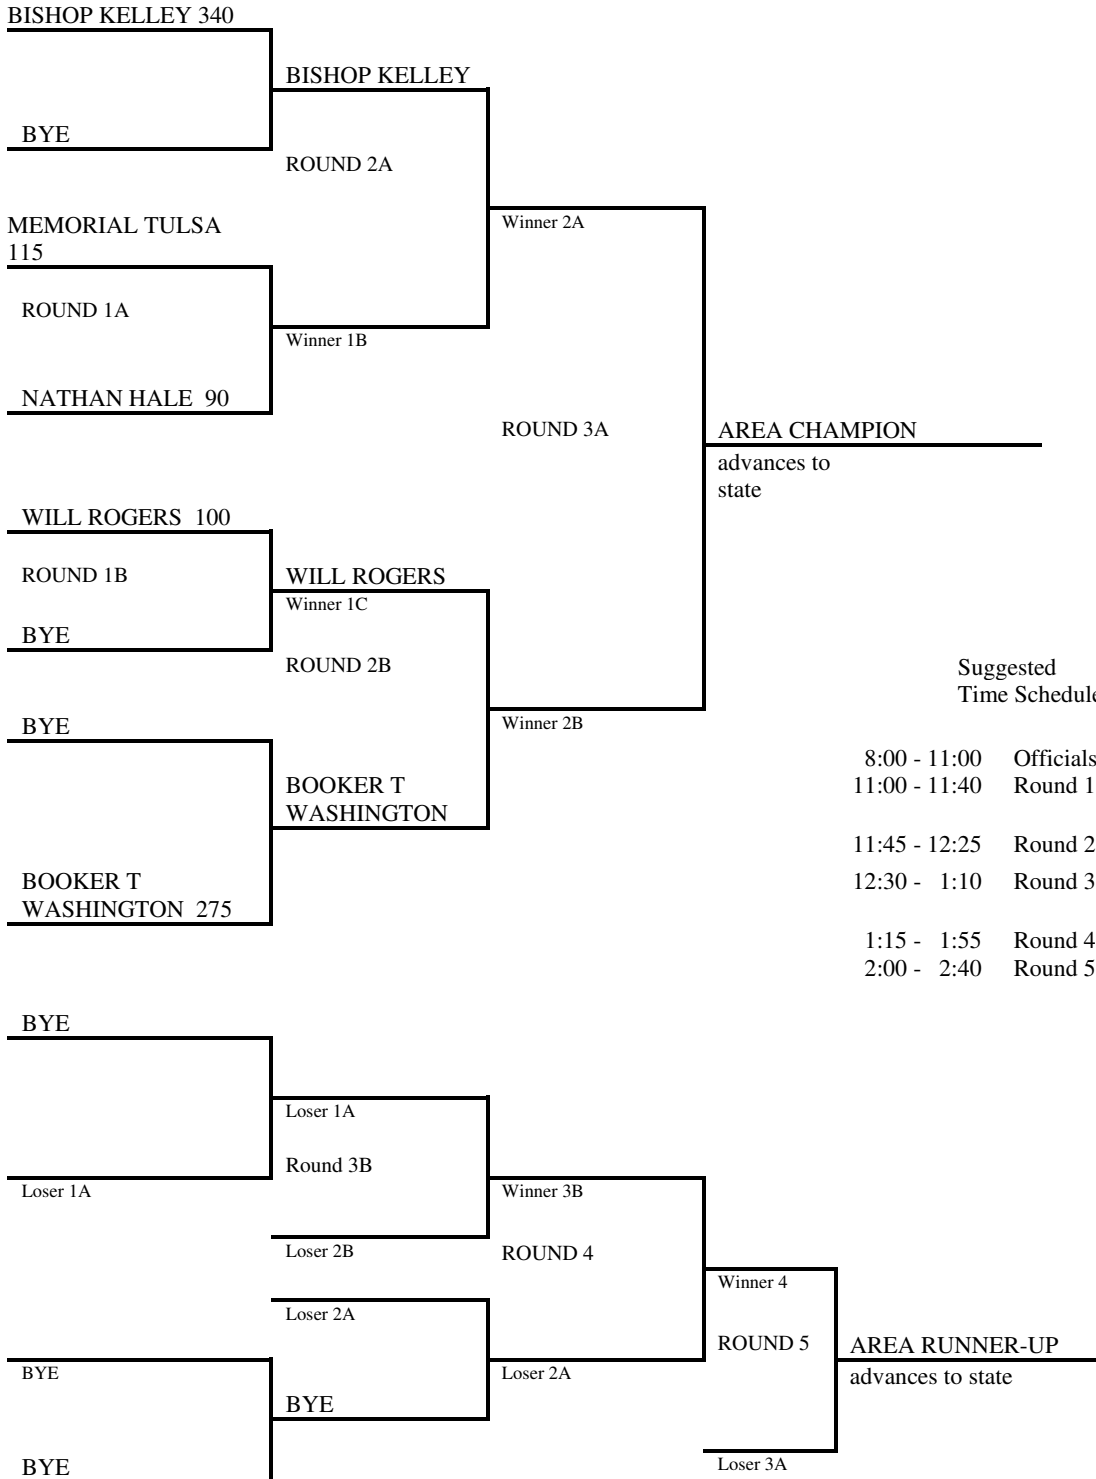 BISHOP KELLEY 340
BISHOP KELLEY
BYE
ROUND 2A
MEMORIAL TULSA
115
Winner 2A
ROUND 1A
Winner 1B
NATHAN HALE 90
ROUND 3A
AREA CHAMPION
advances to
state
WILL ROGERS 100
ROUND 1B
WILL ROGERS
Winner 1C
BYE
ROUND 2B
Suggested
Time Schedule
BYE
Winner 2B
8:00 - 11:00 Officials
11:00 - 11:40 Round 1
BOOKER T
WASHINGTON
11:45 - 12:25 Round 2
12:30 - 1:10 Round 3
BOOKER T
WASHINGTON 275
1:15 - 1:55 Round 4
2:00 - 2:40 Round 5
BYE
Loser 1A
Round 3B
Loser 1A
Winner 3B
Loser 2B
ROUND 4
Winner 4
Loser 2A
ROUND 5
AREA RUNNER-UP
BYE
Loser 2A
advances to state
BYE
Loser 3A
BYE